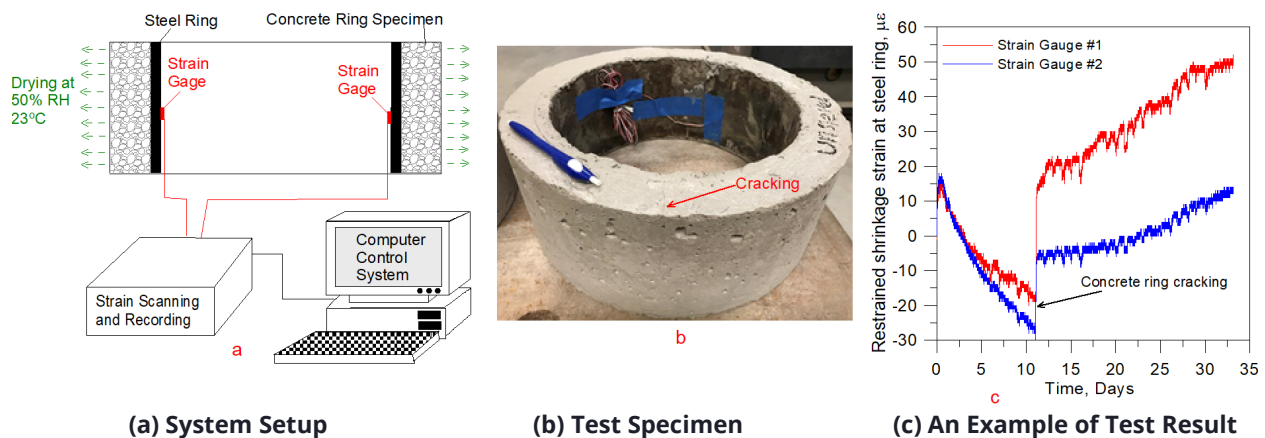 Steel Ring
Concrete Ring Specimen
Strain
Gage
Strain
Gage
Drying at
50% RH
23°C
Computer
Control
System
Strain Scanning
and Recording
a
Unsealed
Cracking
b
Restrained shrinkage strain at steel ring, με
60
50
40
30
20
10
0
-10
-20
-30
Strain Gauge #1
Strain Gauge #2
Concrete ring cracking
0
5
10
15
20
25
30
35
Time, Days
c
(a) System Setup
(b) Test Specimen
(c) An Example of Test Result